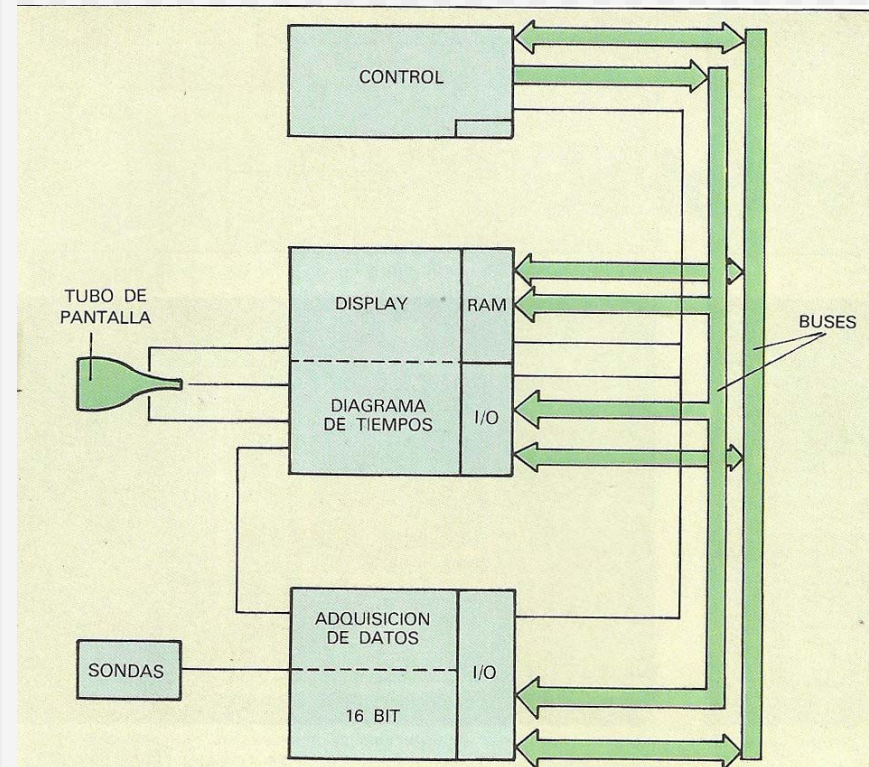 CONTROL
TUBO DE
PANTALLA
DISPLAY
RAM
BUSES
DIAGRAMA
DE TIEMPOS
I/O
ADQUISICION
DE DATOS
I/O
SONDAS
16 BIT